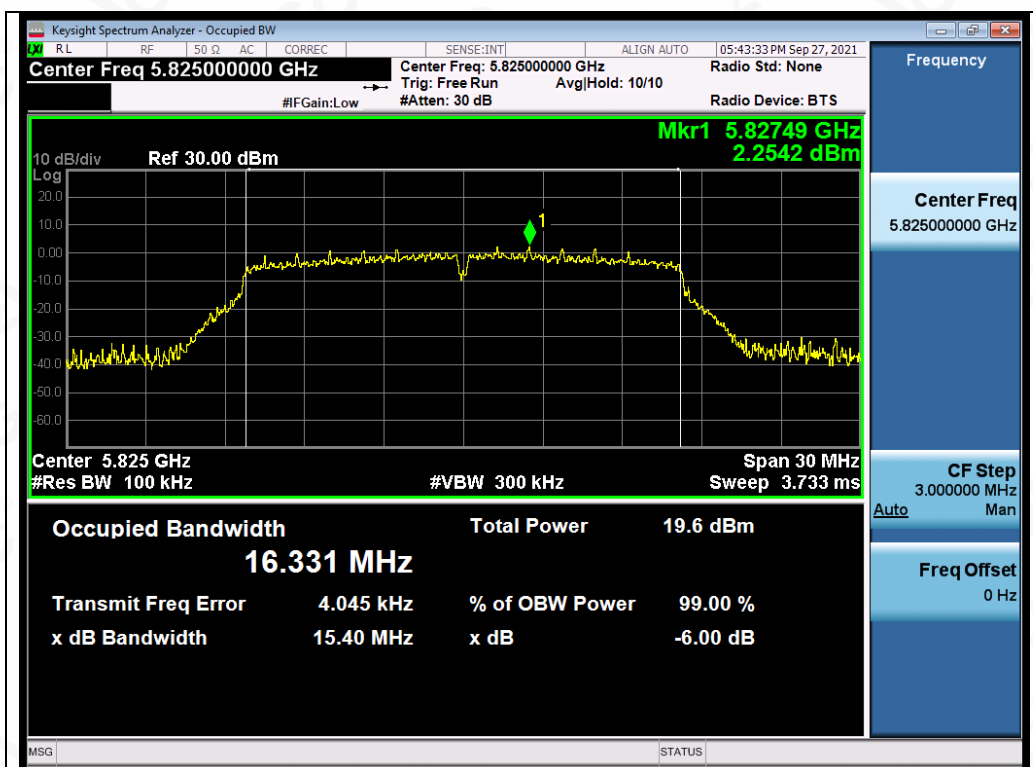 Keysight Spectrum Analyzer - Occupied BW
LXI RL RF 50 Ω AC CORREC SENSE:INT ALIGN AUTO 05:43:33 PM Sep 27, 2021
Center Freq 5.825000000 GHz
Center Freq: 5.825000000 GHz
Radio Std: None
Trig: Free Run Avg|Hold: 10/10
#IFGain:Low
#Atten: 30 dB
Radio Device: BTS
Mkr1 5.82749 GHz
2.2542 dBm
10 dB/div Ref 30.00 dBm
Log
20.0
10.0
0.00
-10.0
-20.0
-30.0
-40.0
-50.0
-60.0
1
Center 5.825 GHz
Span 30 MHz
#Res BW 100 kHz
#VBW 300 kHz
Sweep 3.733 ms
Occupied Bandwidth
Total Power 19.6 dBm
16.331 MHz
Transmit Freq Error 4.045 kHz
% of OBW Power 99.00 %
x dB Bandwidth 15.40 MHz
x dB -6.00 dB
Frequency
Center Freq
5.825000000 GHz
CF Step
3.000000 MHz
Auto Man
Freq Offset
0 Hz
MSG
STATUS